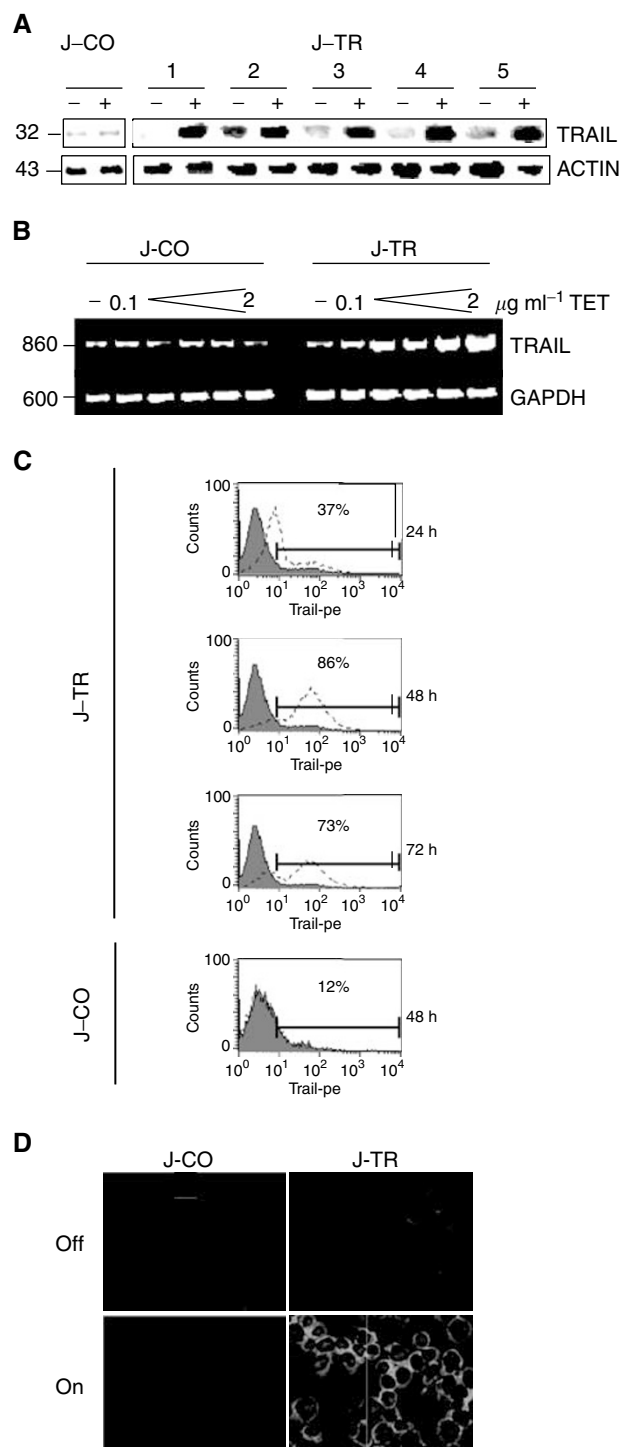 A
J–CO J–TR
1 2 3 4 5
– + – + – + – + – + – +
32 TRAIL
43 ACTIN
B
J-CO J-TR
– 0.1 2 – 0.1 2 μg ml⁻¹ TET
860 TRAIL
600 GAPDH
C
J–TR
100
37%
Counts
24 h
0
10⁰ 10¹ 10² 10³ 10⁴
Trail-pe
100
86%
Counts
48 h
0
10⁰ 10¹ 10² 10³ 10⁴
Trail-pe
100
73%
Counts
72 h
0
10⁰ 10¹ 10² 10³ 10⁴
Trail-pe
J–CO
100
12%
Counts
48 h
0
10⁰ 10¹ 10² 10³ 10⁴
Trail-pe
D
J-CO J-TR
Off
On